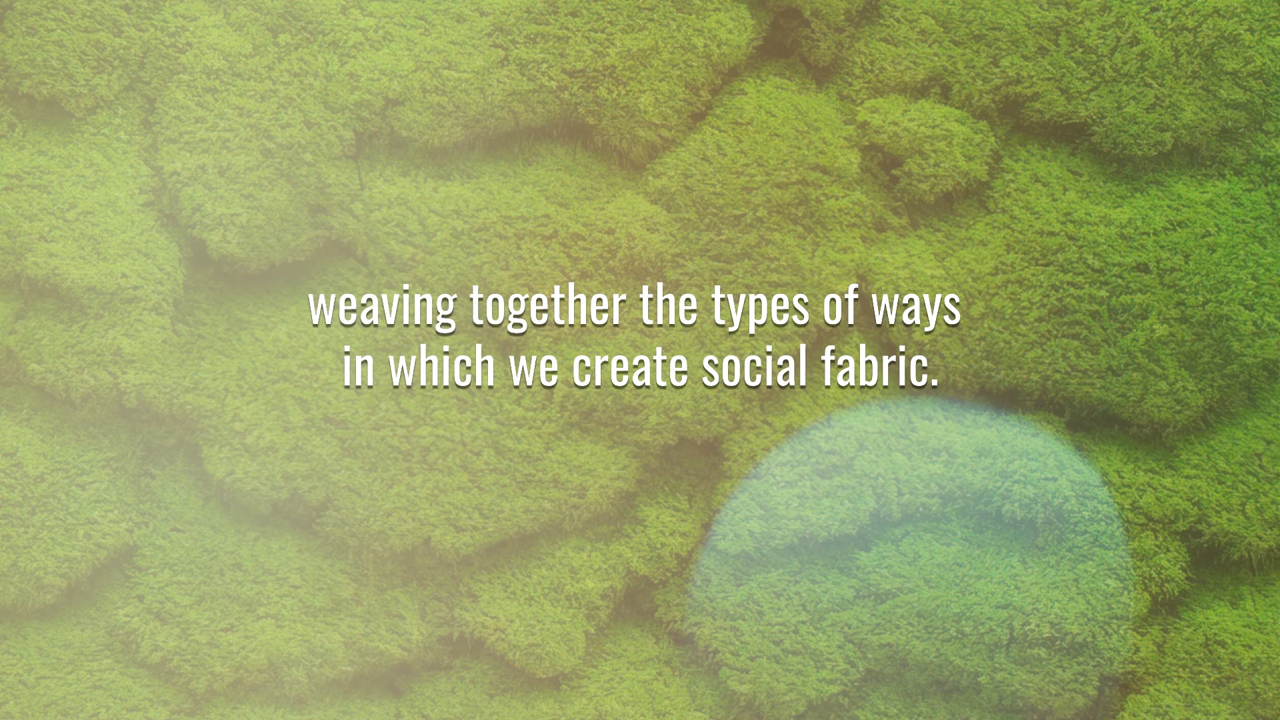 weaving together the types of ways
in which we create social fabric.